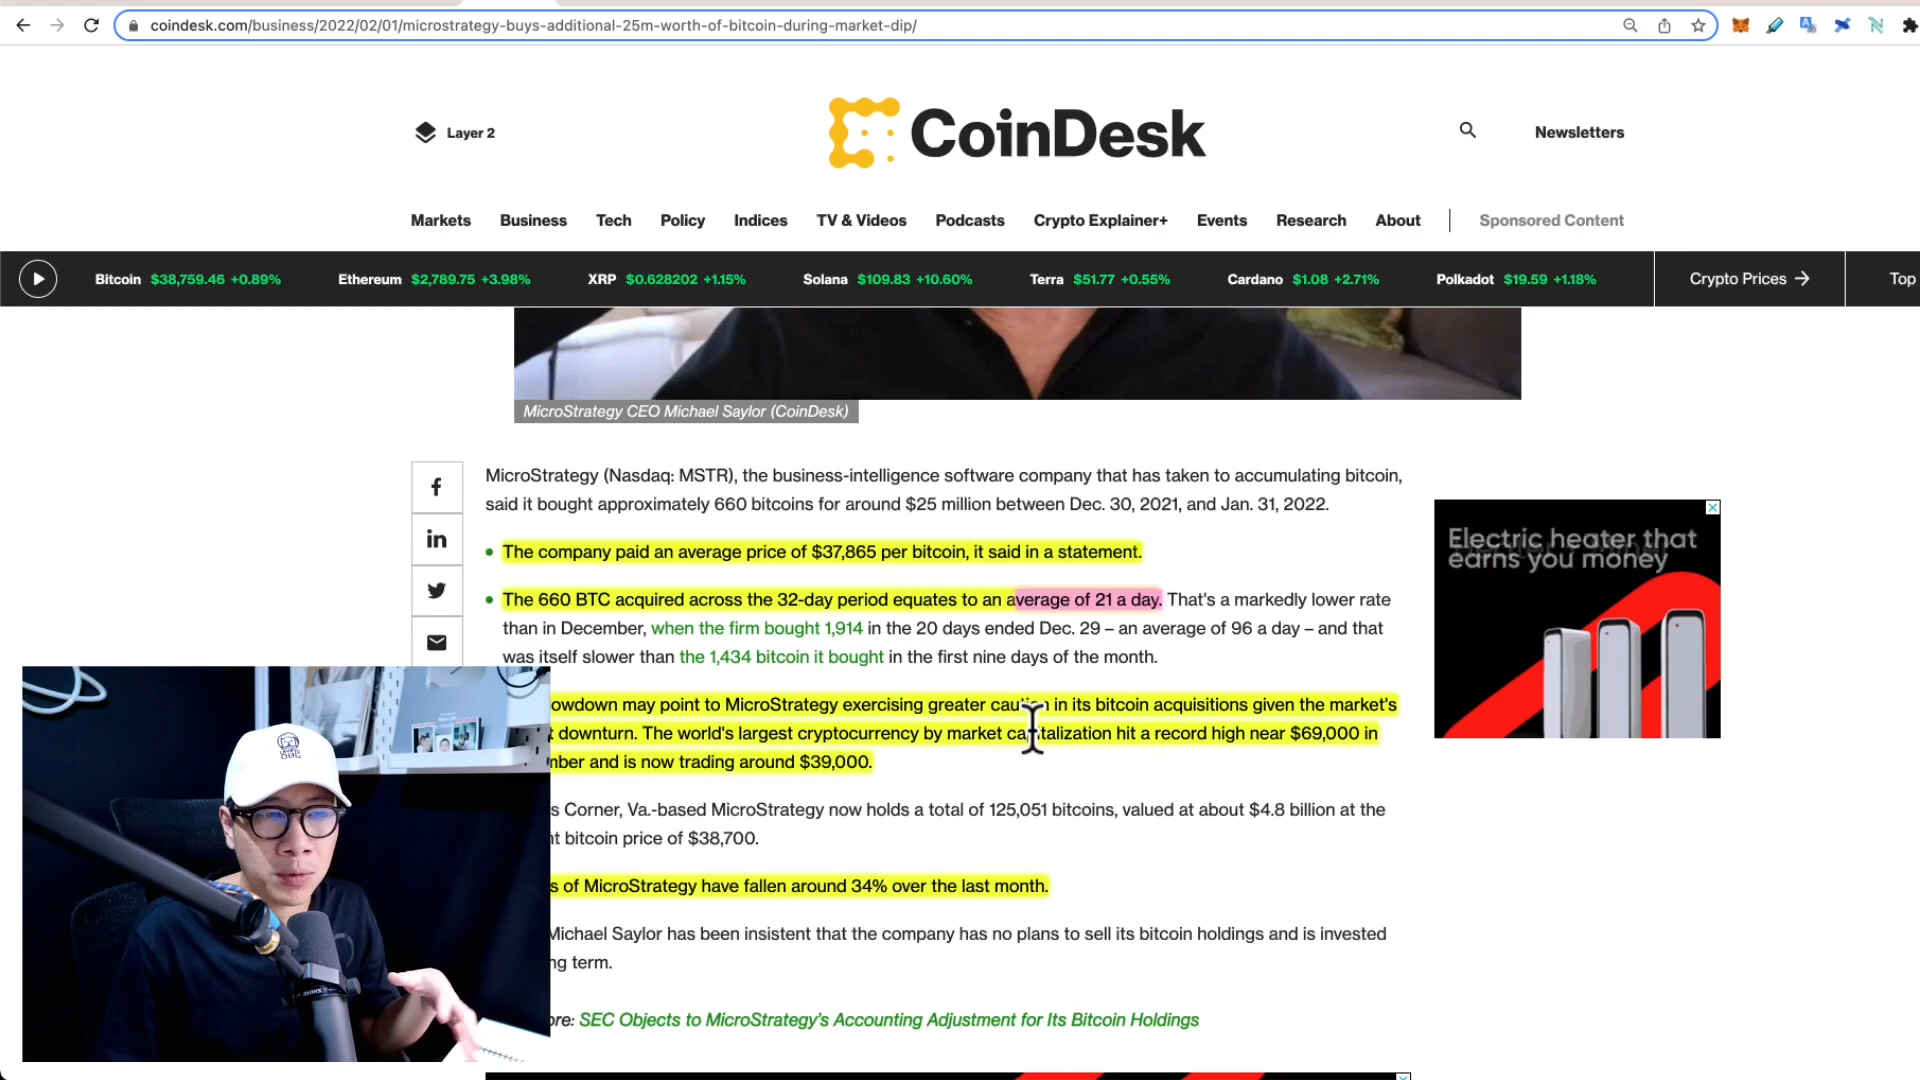 coindesk.com/business/2022/02/01/microstrategy-buys-additional-25m-worth-of-bitcoin-during-market-dip/
Layer 2
CoinDesk
Newsletters
Markets Business Tech Policy Indices TV & Videos Podcasts Crypto Explainer+ Events Research About Sponsored Content
Bitcoin $38,759.46 +0.89% Ethereum $2,789.75 +3.98% XRP $0.628202 +1.15% Solana $109.83 +10.60% Terra $51.77 +0.55% Cardano $1.08 +2.71% Polkadot $19.59 +1.18% Crypto Prices → Top
MicroStrategy CEO Michael Saylor (CoinDesk)
MicroStrategy (Nasdaq: MSTR), the business-intelligence software company that has taken to accumulating bitcoin,
said it bought approximately 660 bitcoins for around $25 million between Dec. 30, 2021, and Jan. 31, 2022.
The company paid an average price of $37,865 per bitcoin, it said in a statement.
The 660 BTC acquired across the 32-day period equates to an average of 21 a day. That's a markedly lower rate
than in December, when the firm bought 1,914 in the 20 days ended Dec. 29 – an average of 96 a day – and that
was itself slower than the 1,434 bitcoin it bought in the first nine days of the month.
owdown may point to MicroStrategy exercising greater caution in its bitcoin acquisitions given the market's
t downturn. The world's largest cryptocurrency by market capitalization hit a record high near $69,000 in
mber and is now trading around $39,000.
s Corner, Va.-based MicroStrategy now holds a total of 125,051 bitcoins, valued at about $4.8 billion at the
nt bitcoin price of $38,700.
s of MicroStrategy have fallen around 34% over the last month.
Michael Saylor has been insistent that the company has no plans to sell its bitcoin holdings and is invested
ng term.
ore: SEC Objects to MicroStrategy's Accounting Adjustment for Its Bitcoin Holdings
Electric heater that
earns you money